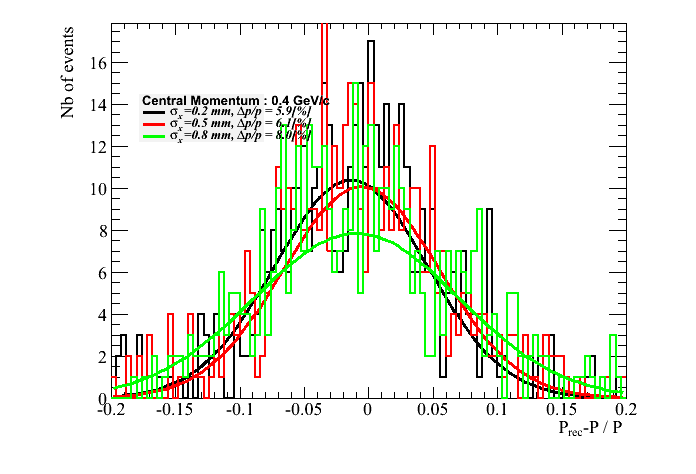 Nb of events
16
14
12
10
8
6
4
2
0
Central Momentum : 0.4 GeV/c
σx=0.2 mm, Δp/p = 5.9[%]
σx=0.5 mm, Δp/p = 6.1[%]
σx=0.8 mm, Δp/p = 8.0[%]
-0.2 -0.15 -0.1 -0.05 0 0.05 0.1 0.15 0.2
Prec-P / P